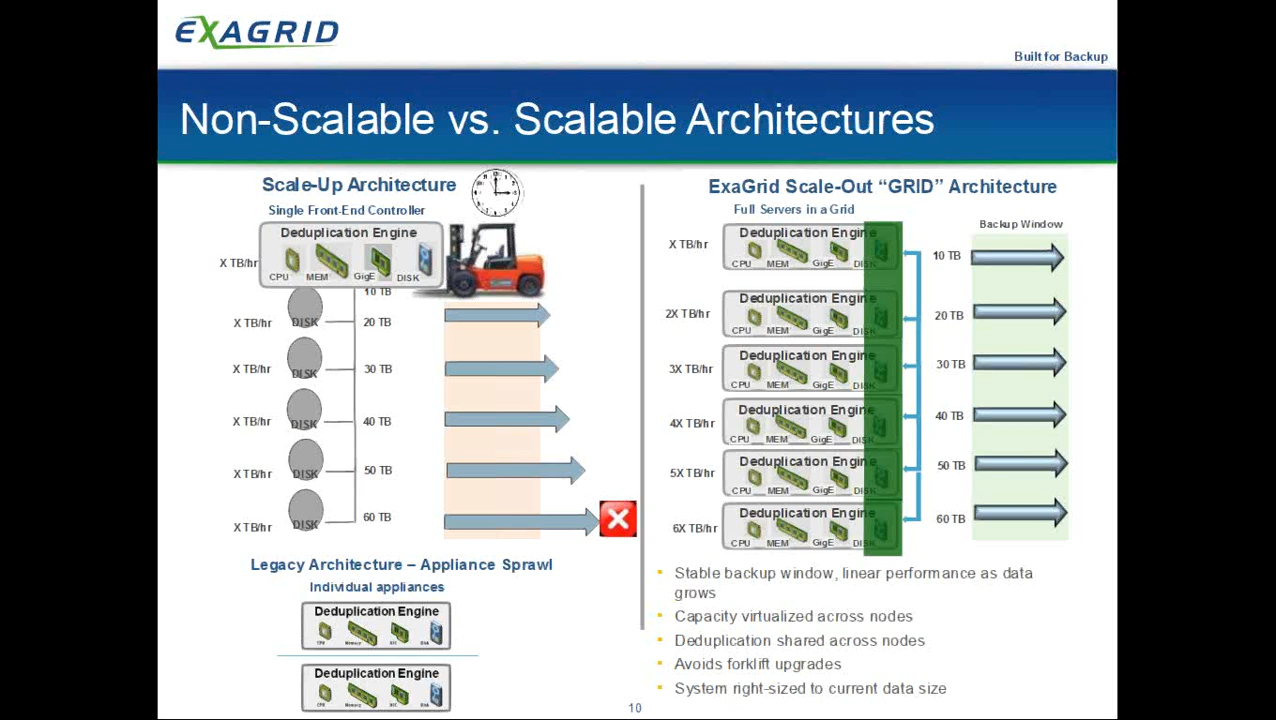 EXAGRID
Built for Backup
Non-Scalable vs. Scalable Architectures
Scale-Up Architecture
Single Front-End Controller
Deduplication Engine
CPU MEM GigE DISK
X TB/hr
10 TB
X TB/hr DISK 20 TB
X TB/hr DISK 30 TB
X TB/hr DISK 40 TB
X TB/hr DISK 50 TB
X TB/hr DISK 60 TB
Legacy Architecture – Appliance Sprawl
Individual appliances
Deduplication Engine
CPU Memory NIC Disk
Deduplication Engine
CPU Memory NIC Disk
ExaGrid Scale-Out “GRID” Architecture
Full Servers in a Grid
Backup Window
X TB/hr Deduplication Engine 10 TB
CPU MEM GigE DISK
2X TB/hr Deduplication Engine 20 TB
CPU MEM GigE DISK
3X TB/hr Deduplication Engine 30 TB
CPU MEM GigE DISK
4X TB/hr Deduplication Engine 40 TB
CPU MEM GigE DISK
5X TB/hr Deduplication Engine 50 TB
CPU MEM GigE DISK
6X TB/hr Deduplication Engine 60 TB
CPU MEM GigE DISK
Stable backup window, linear performance as data
grows
Capacity virtualized across nodes
Deduplication shared across nodes
Avoids forklift upgrades
System right-sized to current data size
10